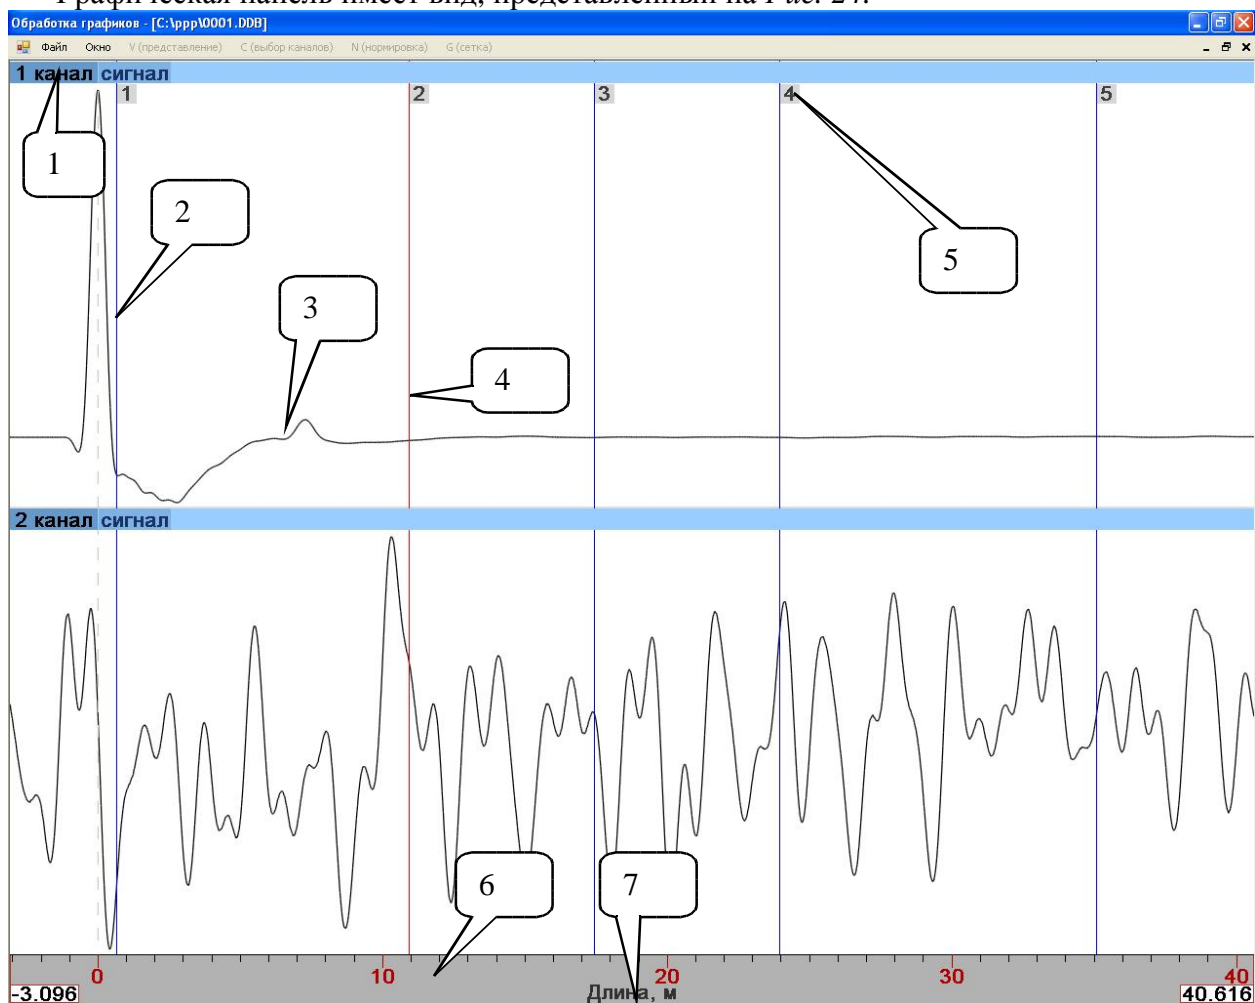 Графическая панель имеет вид, представленный на Рис. 24.
Обработка графиков - [C:\ppp\0001.DDB]
Файл Окно V (представление) C (выбор каналов) N (нормировка) G (сетка)
1 канал сигнал
1 2 3 4 5
1
2
5
3
4
2 канал сигнал
6 7
0 10 20 30 40
-3.096 Длина, м 40.616